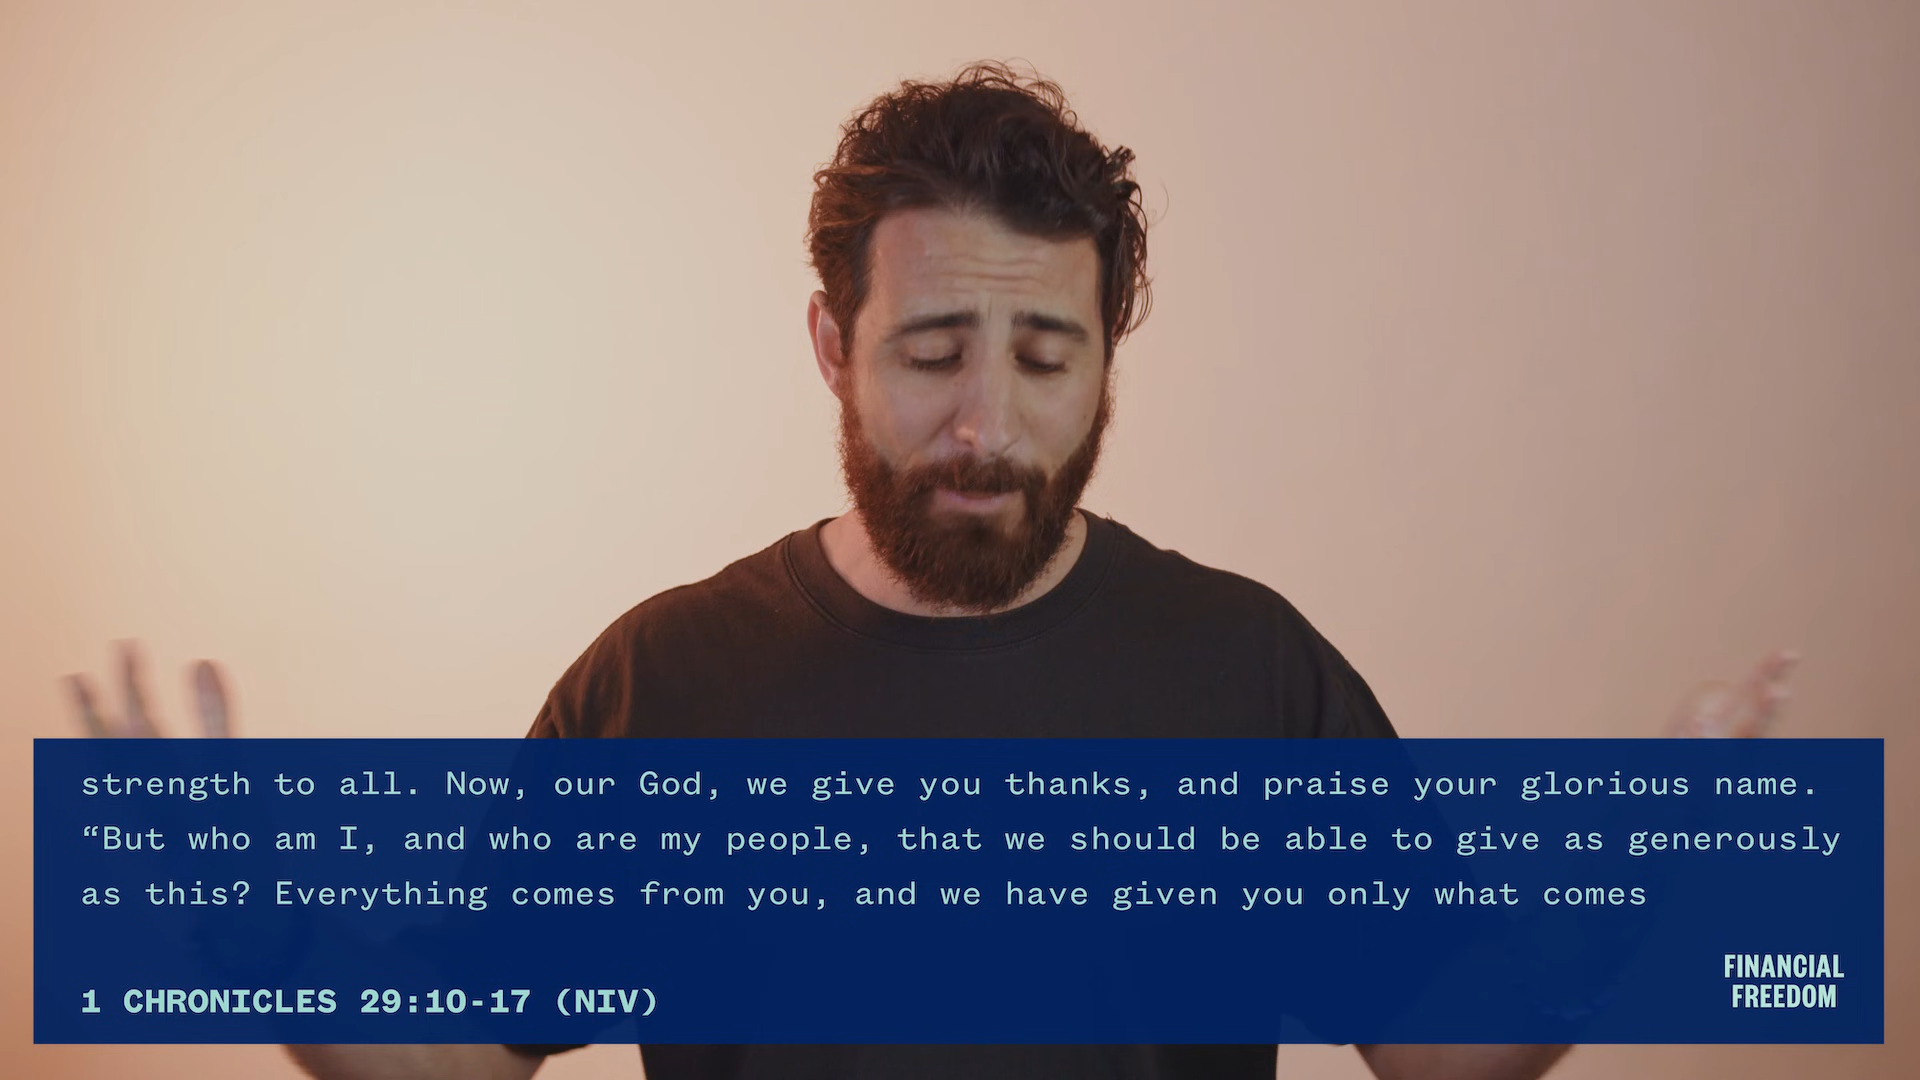 strength to all. Now, our God, we give you thanks, and praise your glorious name.
“But who am I, and who are my people, that we should be able to give as generously
as this? Everything comes from you, and we have given you only what comes
1 CHRONICLES 29:10-17 (NIV)
FINANCIAL
FREEDOM